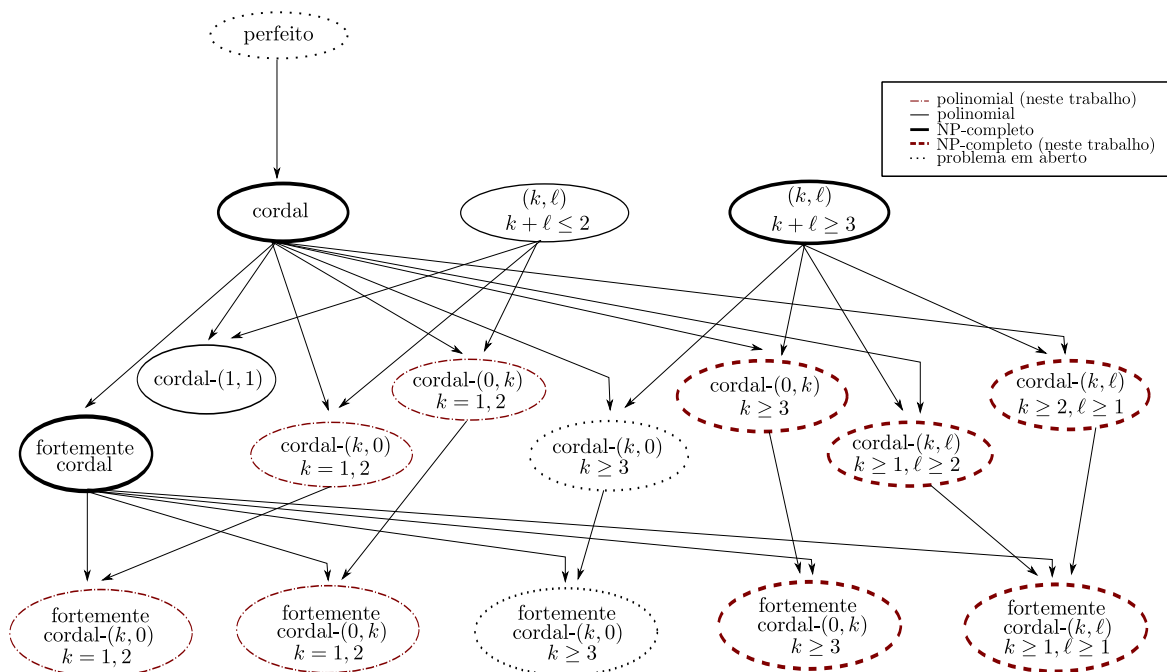 perfeito
polinomial (neste trabalho)
polinomial
NP-completo
NP-completo (neste trabalho)
problema em aberto
cordal
(k, ℓ)
k + ℓ ≤ 2
(k, ℓ)
k + ℓ ≥ 3
cordal-(1, 1)
cordal-(0, k)
k = 1, 2
cordal-(0, k)
k ≥ 3
cordal-(k, ℓ)
k ≥ 2, ℓ ≥ 1
fortemente
cordal
cordal-(k, 0)
k = 1, 2
cordal-(k, 0)
k ≥ 3
cordal-(k, ℓ)
k ≥ 1, ℓ ≥ 2
fortemente
cordal-(k, 0)
k = 1, 2
fortemente
cordal-(0, k)
k = 1, 2
fortemente
cordal-(k, 0)
k ≥ 3
fortemente
cordal-(0, k)
k ≥ 3
fortemente
cordal-(k, ℓ)
k ≥ 1, ℓ ≥ 1